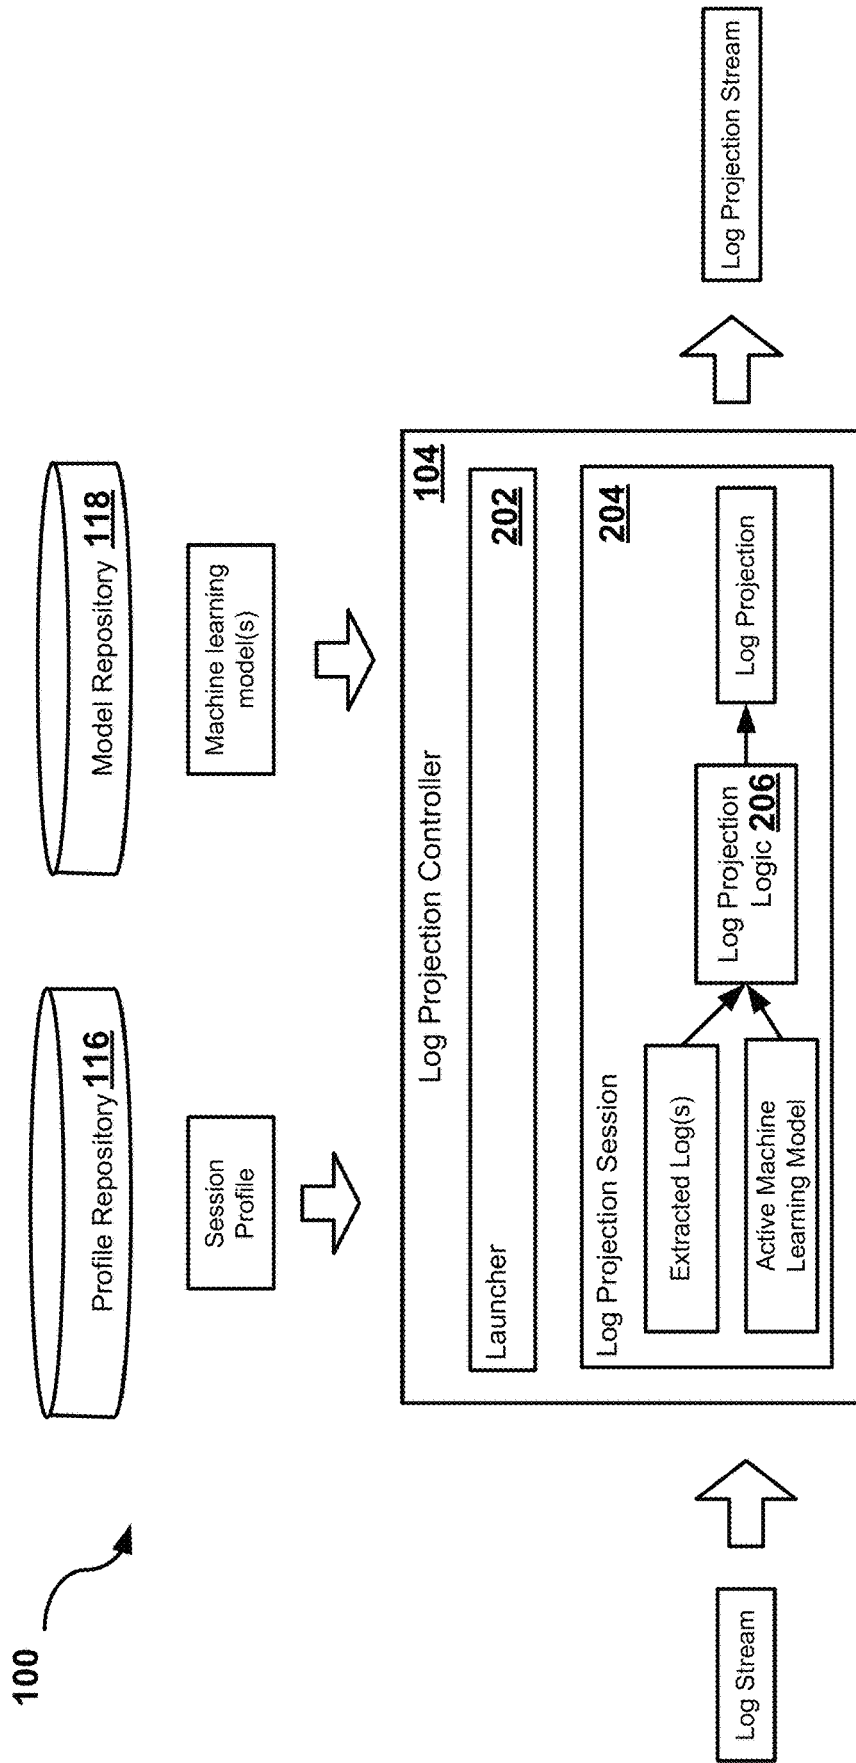 100
Profile Repository 116
Model Repository 118
Session
Profile
Machine learning
model(s)
Log Projection Controller
104
Launcher
202
Log Projection Session
204
Extracted Log(s)
Active Machine
Learning Model
Log Projection
Logic 206
Log Projection
Log Stream
Log Projection Stream